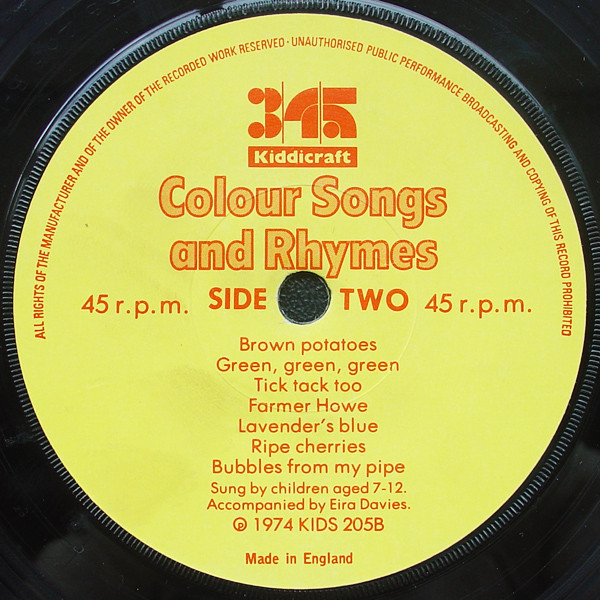 ALL RIGHTS OF THE MANUFACTURER AND OF THE OWNER OF THE RECORDED WORK RESERVED · UNAUTHORISED PUBLIC PERFORMANCE BROADCASTING AND COPYING OF THIS RECORD PROHIBITED
345
Kiddicraft
Colour Songs
and Rhymes
45 r.p.m. SIDE TWO 45 r.p.m.
Brown potatoes
Green, green, green
Tick tack too
Farmer Howe
Lavender's blue
Ripe cherries
Bubbles from my pipe
Sung by children aged 7-12.
Accompanied by Eira Davies.
℗ 1974 KIDS 205B
Made in England